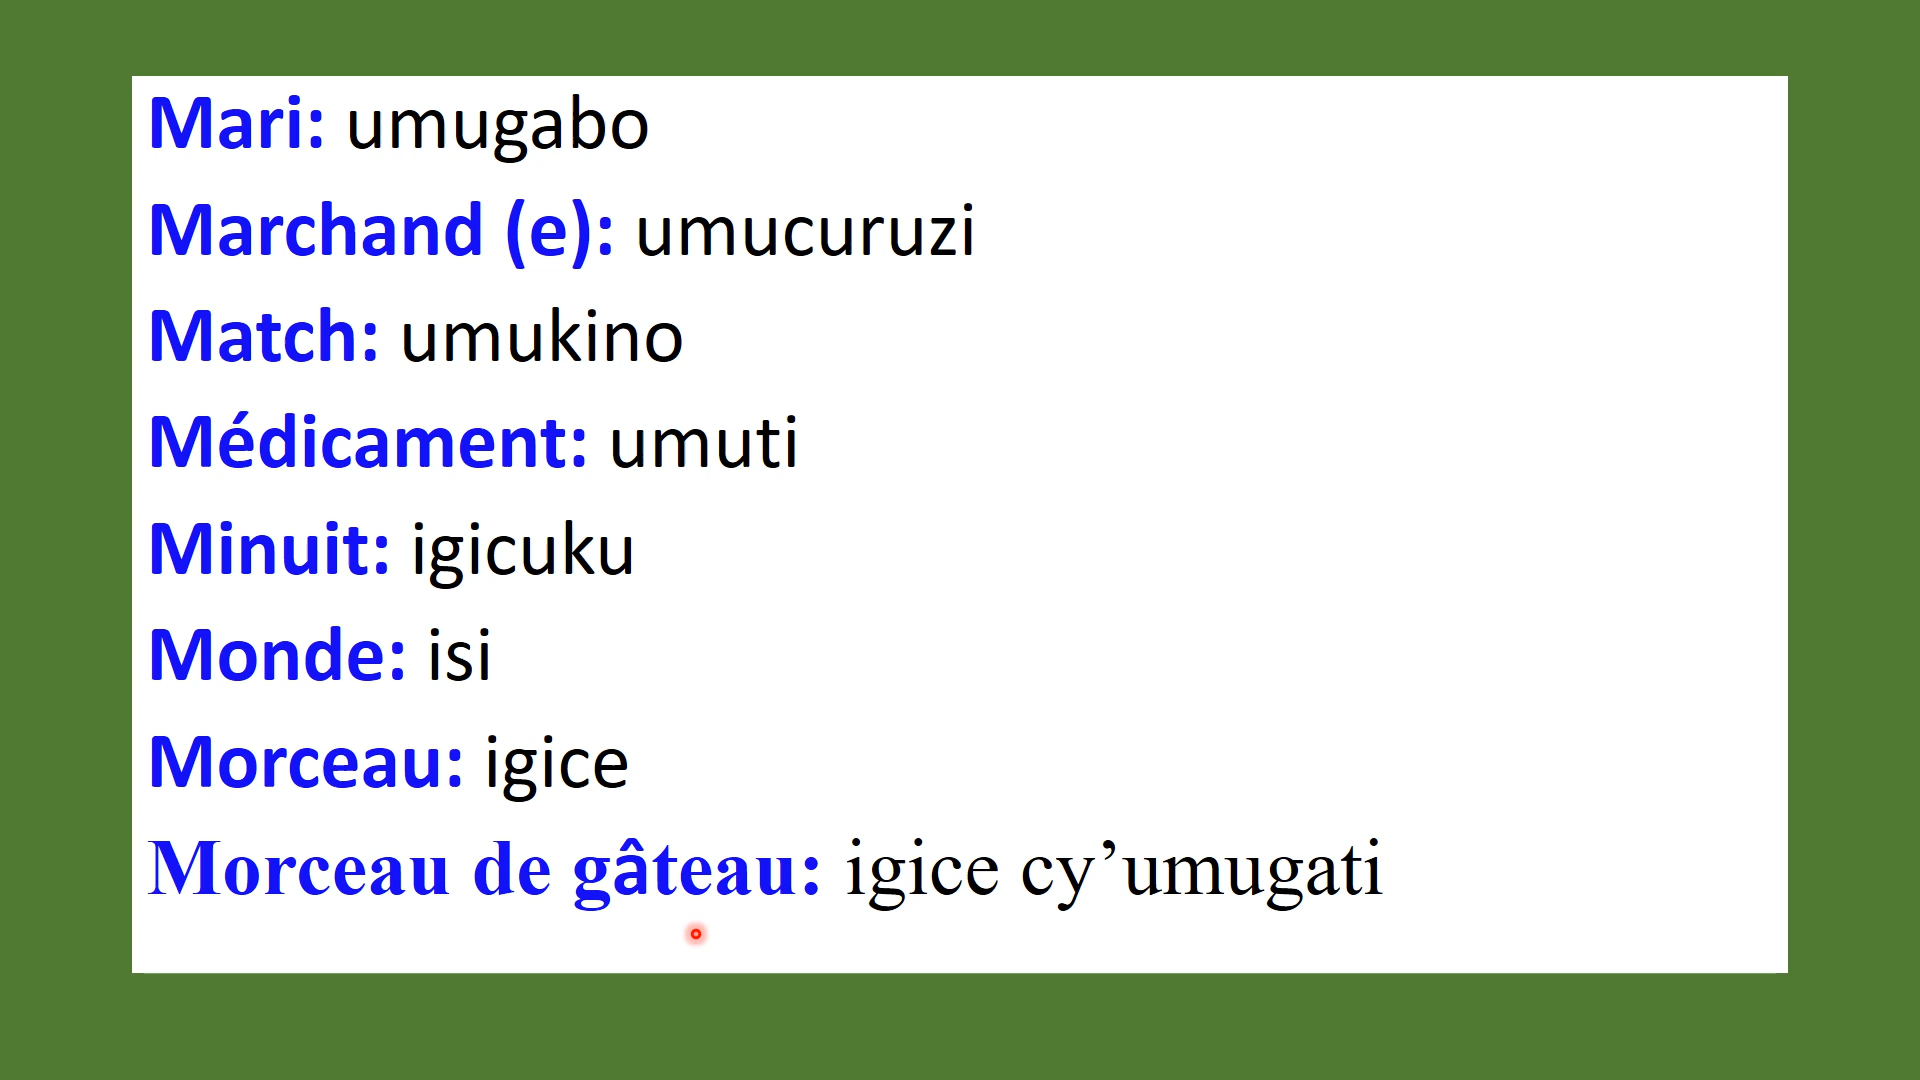 Mari: umugabo
Marchand (e): umucuruzi
Match: umukino
Médicament: umuti
Minuit: igicuku
Monde: isi
Morceau: igice
Morceau de gâteau: igice cy’umugati